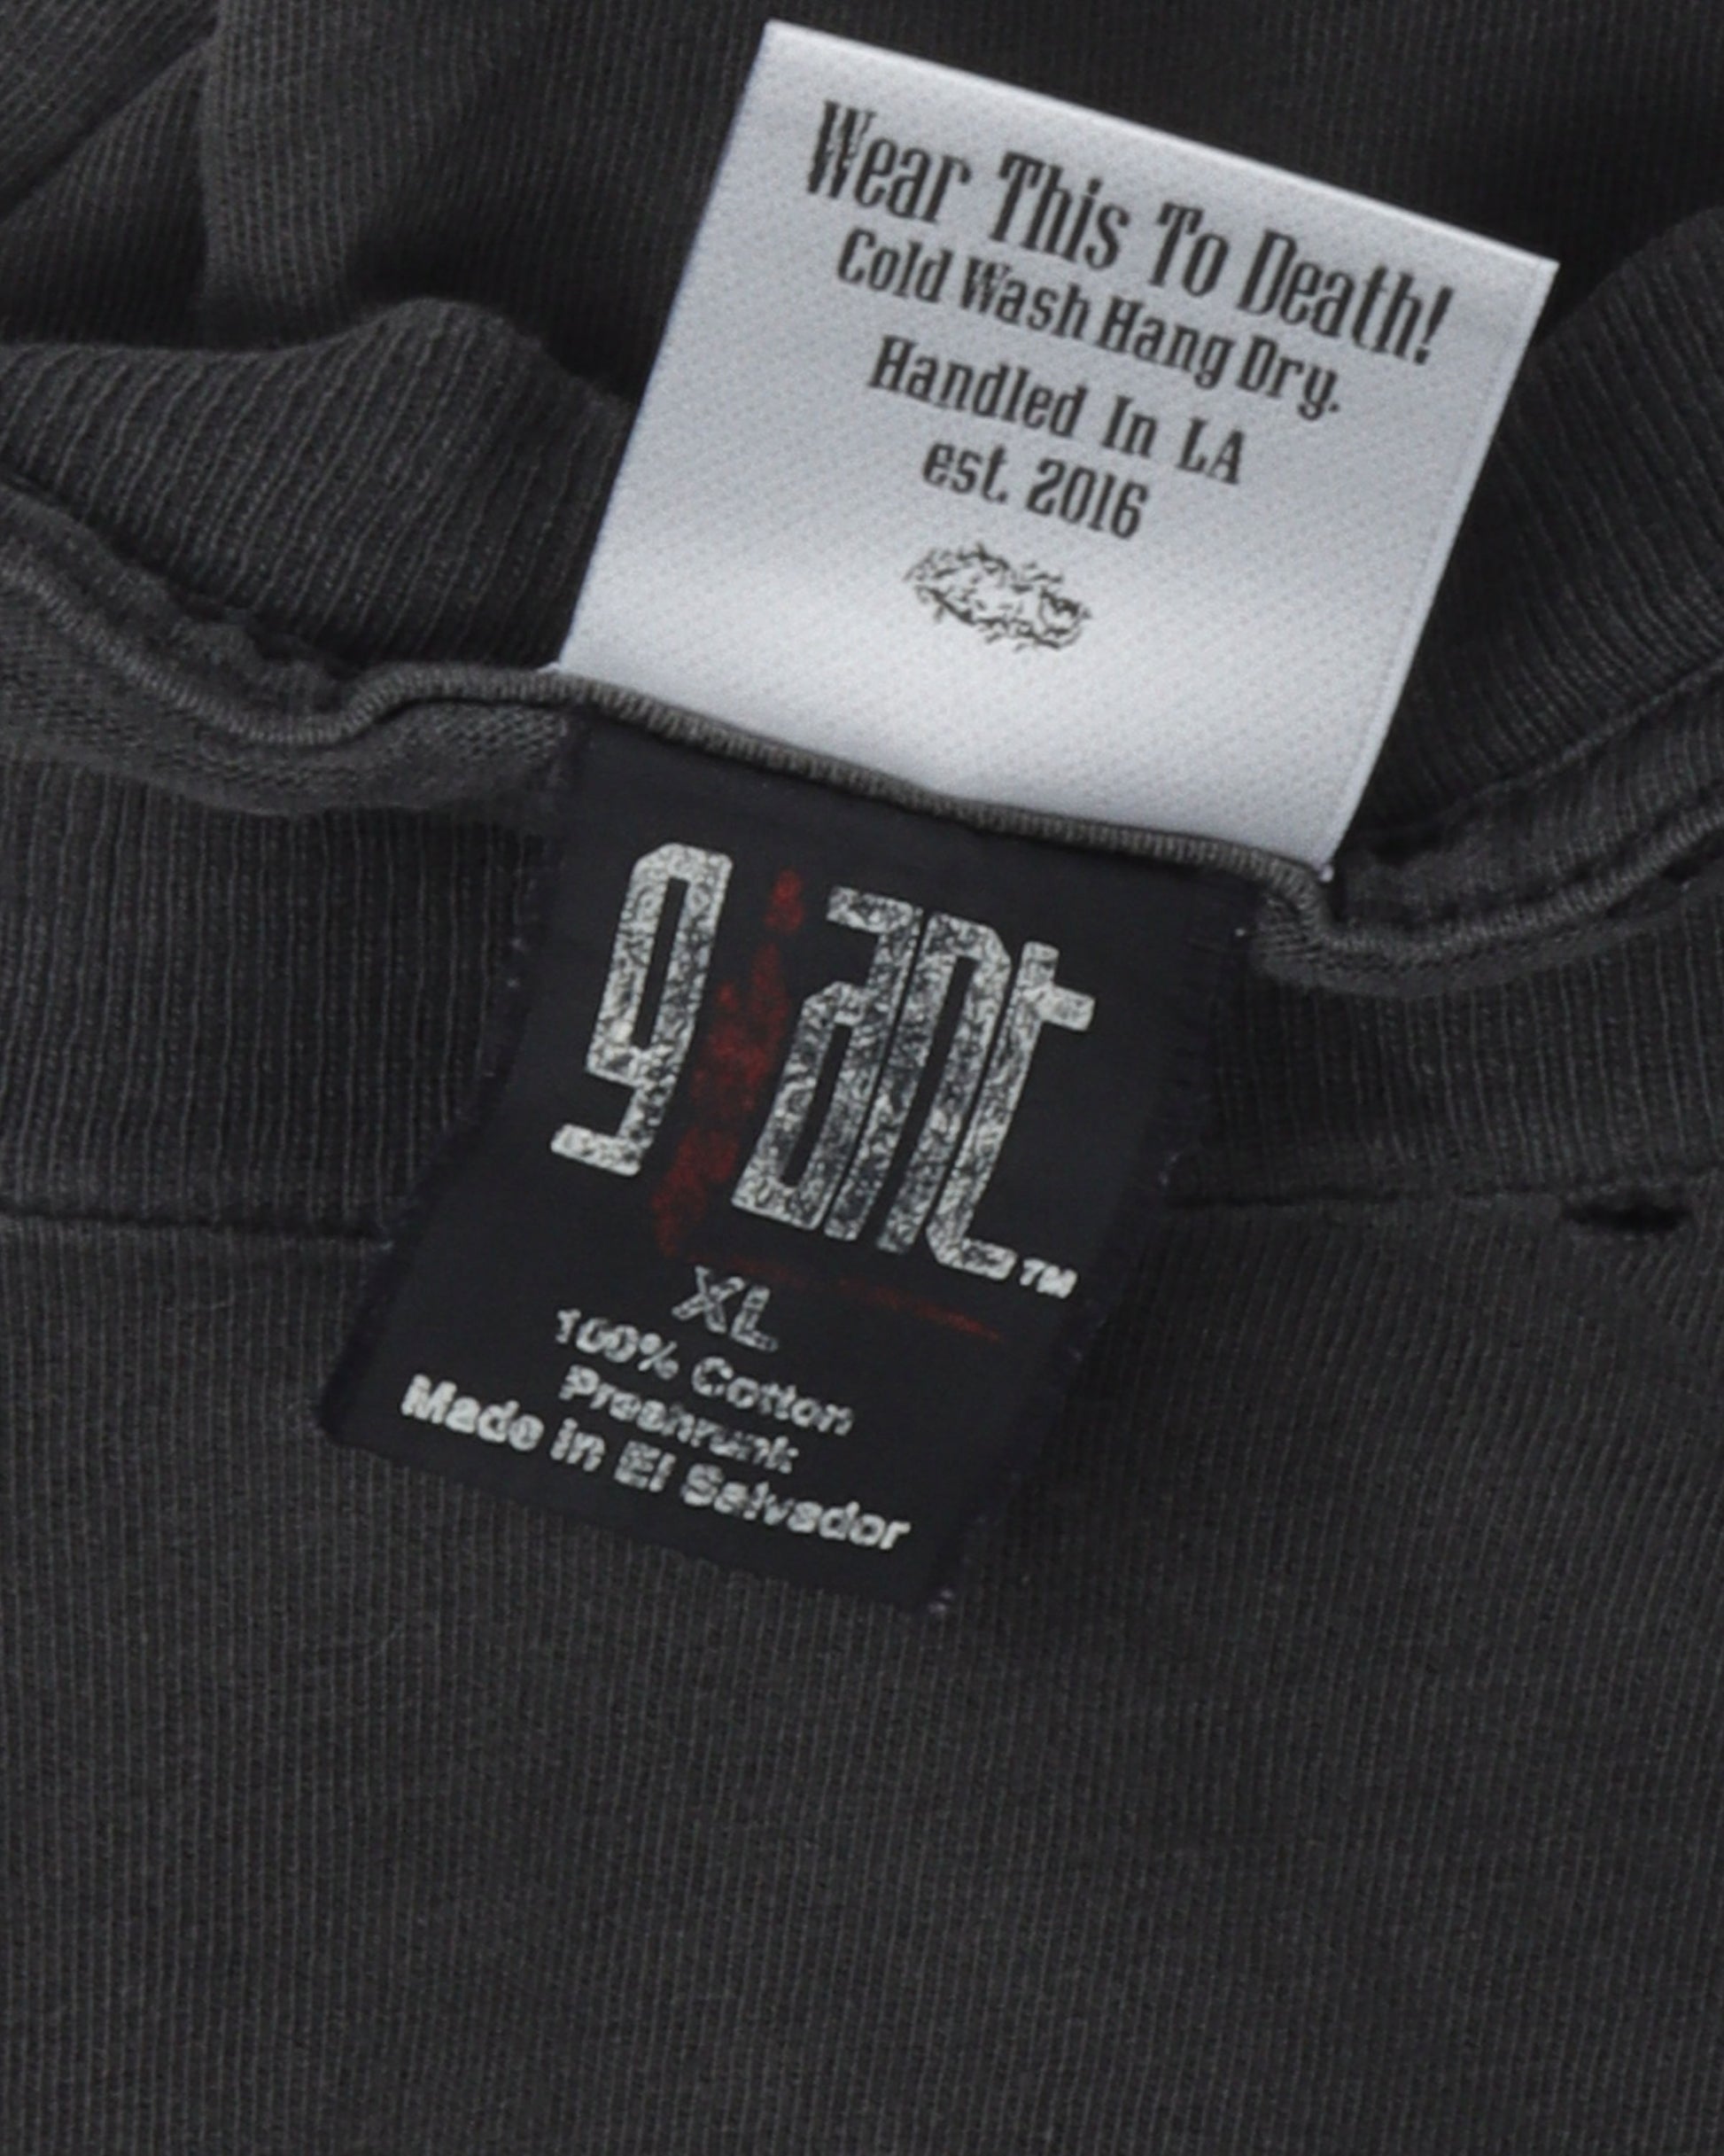 Wear This To Death!
Cold Wash Hang Dry.
Handled In LA
est. 2016
giant™
XL
100% Cotton
Preshrunk
Made in El Salvador